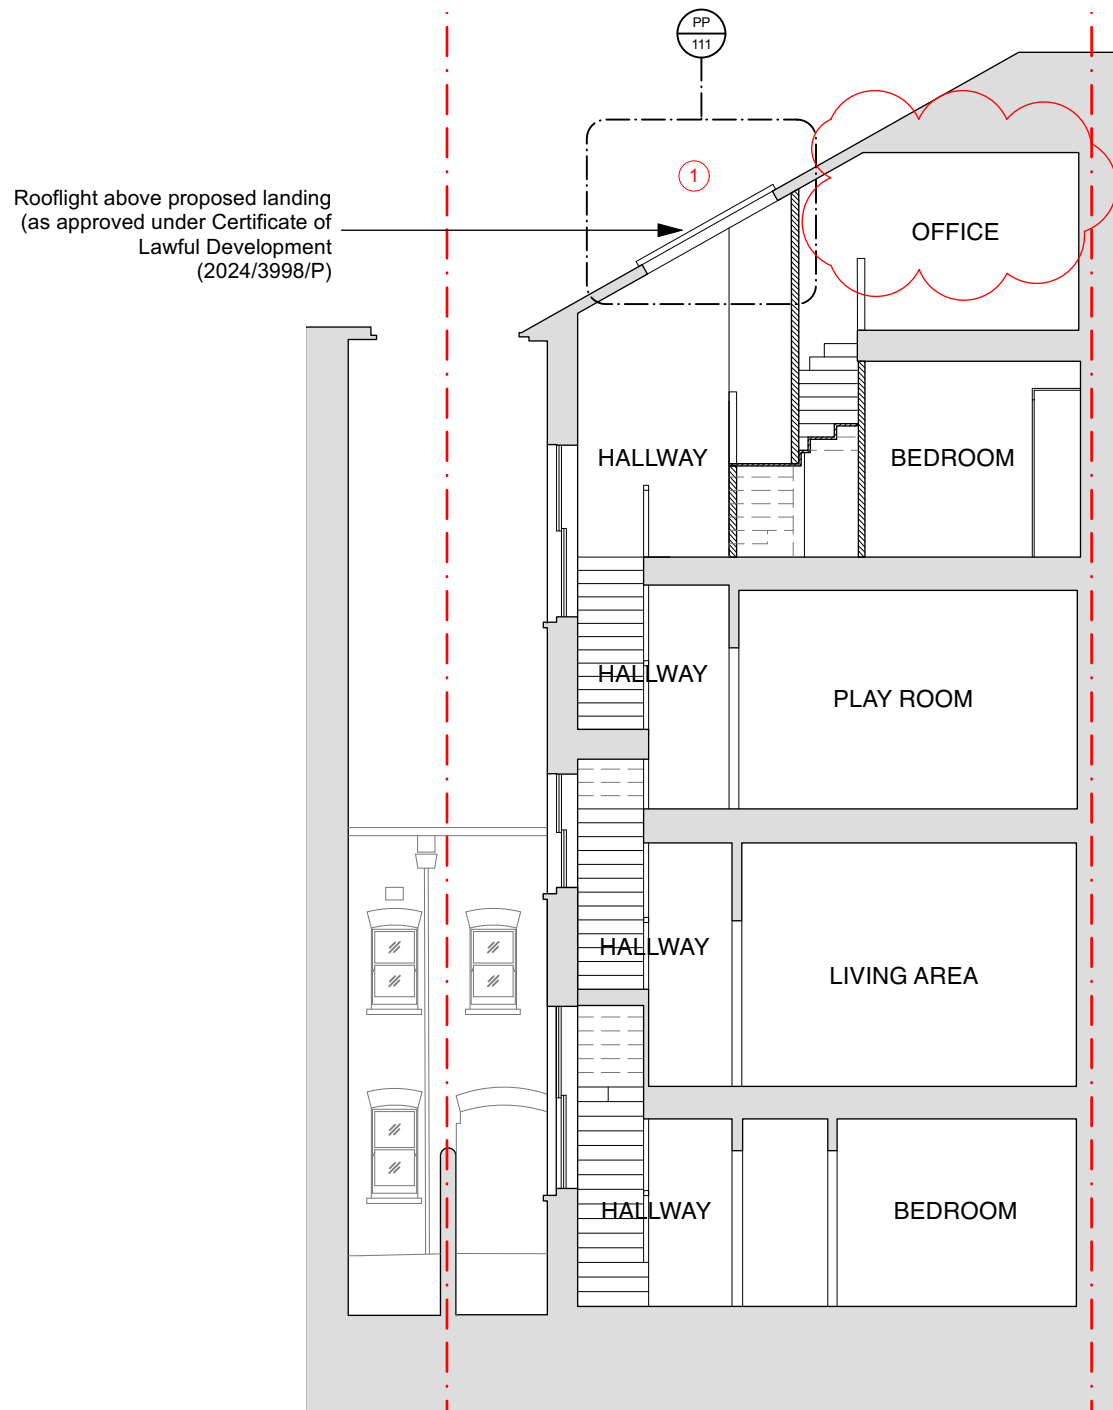 PP
111
1
Rooflight above proposed landing
(as approved under Certificate of
Lawful Development
(2024/3998/P)
OFFICE
HALLWAY
BEDROOM
HALLWAY
PLAY ROOM
HALLWAY
LIVING AREA
HALLWAY
BEDROOM